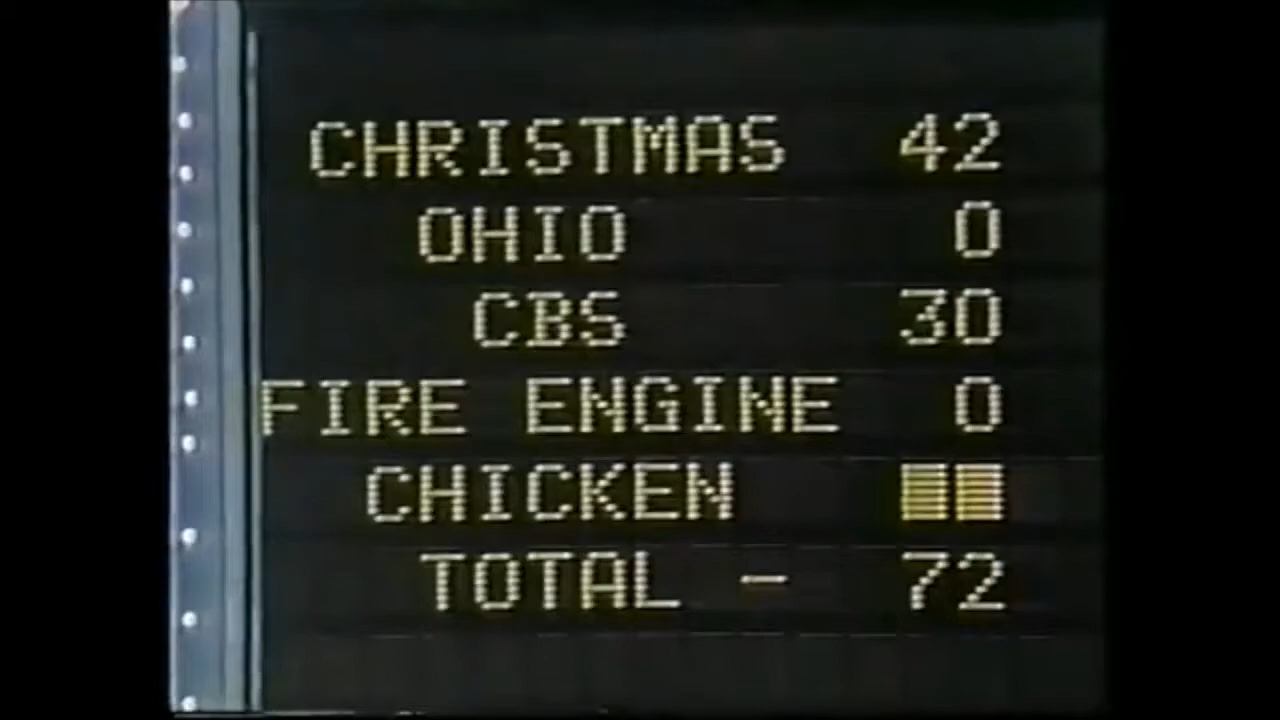 CHRISTMAS 42
OHIO 0
CBS 30
FIRE ENGINE 0
CHICKEN
TOTAL - 72